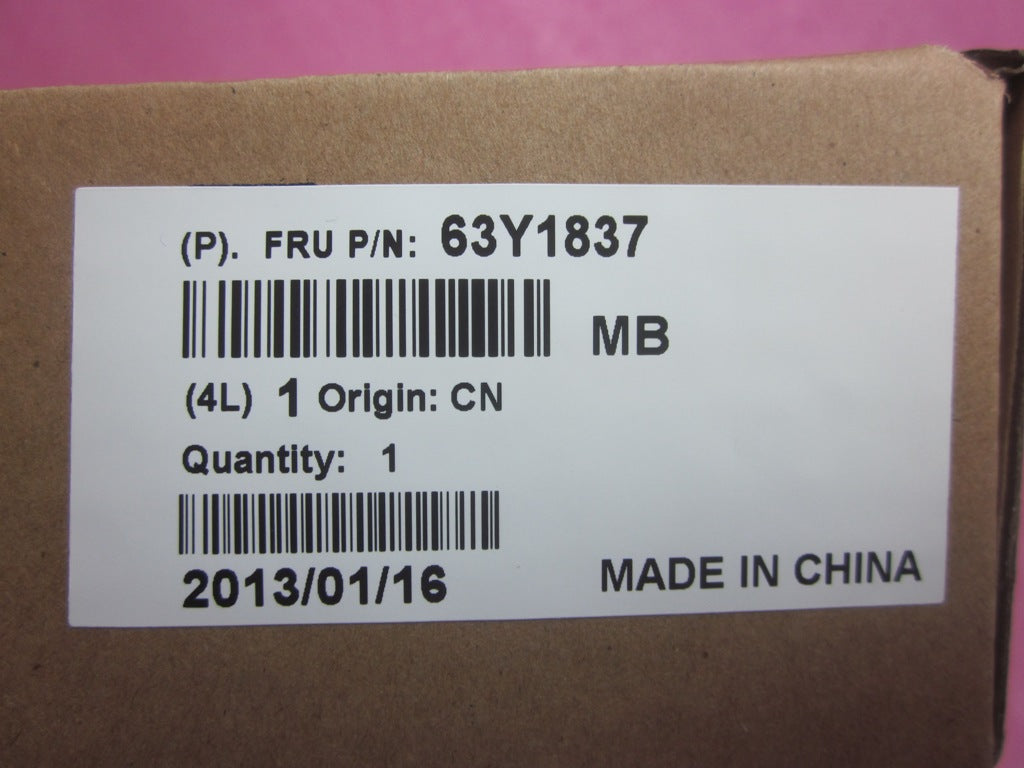 (P). FRU P/N: 63Y1837
MB
(4L) 1 Origin: CN
Quantity: 1
2013/01/16
MADE IN CHINA